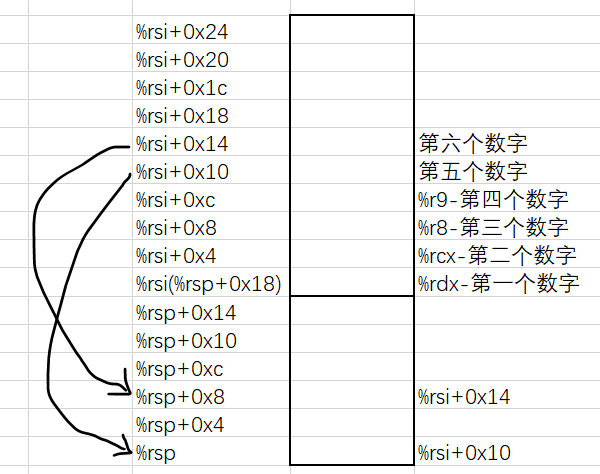 %rsi+0x24
%rsi+0x20
%rsi+0x1c
%rsi+0x18
%rsi+0x14 第六个数字
%rsi+0x10 第五个数字
%rsi+0xc %r9-第四个数字
%rsi+0x8 %r8-第三个数字
%rsi+0x4 %rcx-第二个数字
%rsi(%rsp+0x18) %rdx-第一个数字
%rsp+0x14
%rsp+0x10
%rsp+0xc
%rsp+0x8 %rsi+0x14
%rsp+0x4
%rsp %rsi+0x10